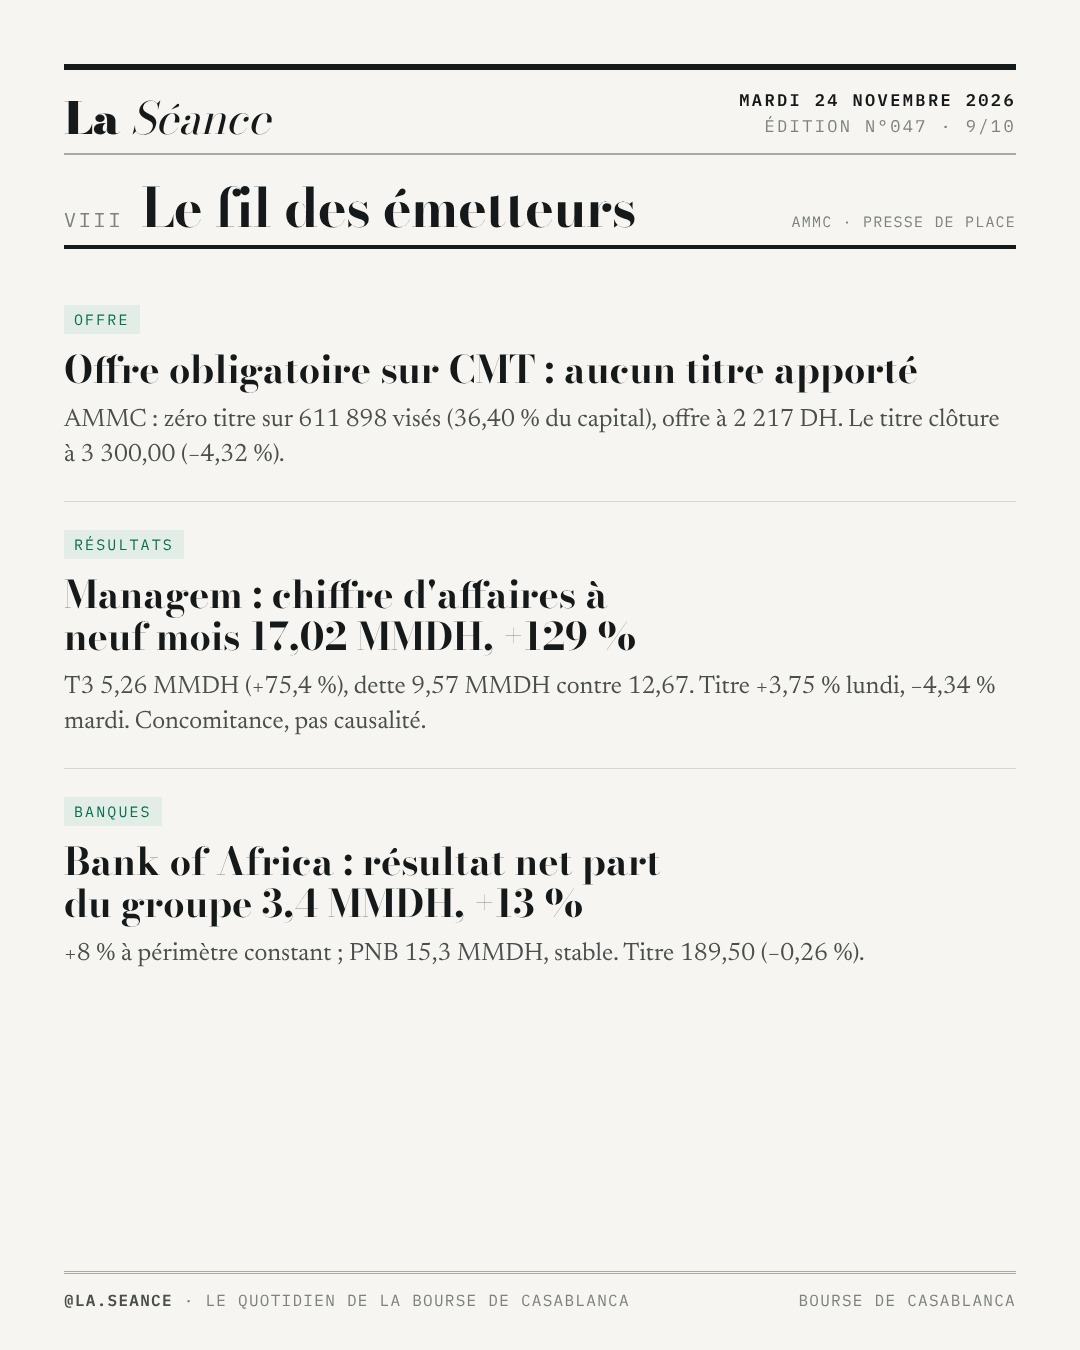 La Séance
MARDI 24 NOVEMBRE 2026
ÉDITION N°047 · 9/10
VIII Le fil des émetteurs
AMMC · PRESSE DE PLACE
OFFRE
Offre obligatoire sur CMT : aucun titre apporté
AMMC : zéro titre sur 611 898 visés (36,40 % du capital), offre à 2 217 DH. Le titre clôture
à 3 300,00 (−4,32 %).
RÉSULTATS
Managem : chiffre d'affaires à
neuf mois 17,02 MMDH, +129 %
T3 5,26 MMDH (+75,4 %), dette 9,57 MMDH contre 12,67. Titre +3,75 % lundi, −4,34 %
mardi. Concomitance, pas causalité.
BANQUES
Bank of Africa : résultat net part
du groupe 3,4 MMDH, +13 %
+8 % à périmètre constant ; PNB 15,3 MMDH, stable. Titre 189,50 (−0,26 %).
@LA.SEANCE · LE QUOTIDIEN DE LA BOURSE DE CASABLANCA
BOURSE DE CASABLANCA